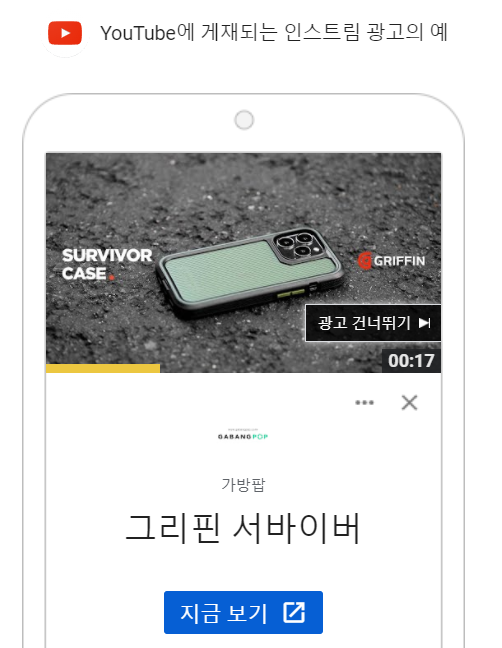 YouTube에 게재되는 인스트림 광고의 예
SURVIVOR
CASE.
GRIFFIN
광고 건너뛰기
00:17
GABANGPOP
가방팝
그리핀 서바이버
지금 보기